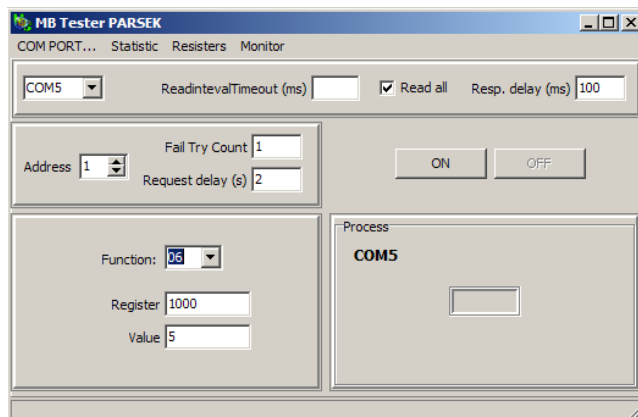 MB Tester PARSEK
COM PORT... Statistic Resisters Monitor
COM5 ReadintevalTimeout (ms) Read all Resp. delay (ms) 100
Fail Try Count 1
Address 1
Request delay (s) 2
ON OFF
Function: 06
Register 1000
Value 5
Process
COM5